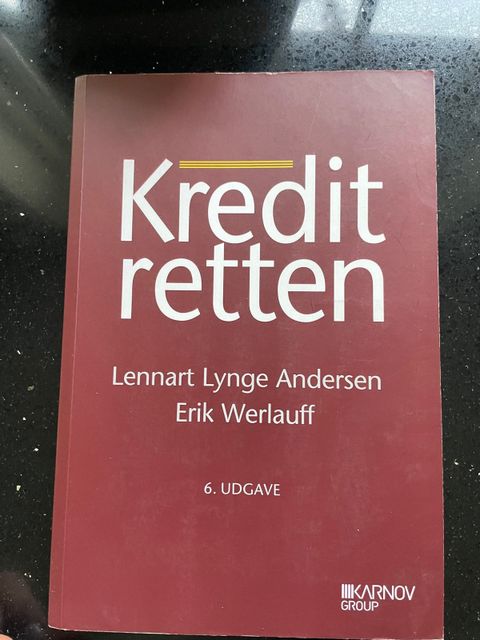 Kredit
retten
Lennart Lynge Andersen
Erik Werlauff
6. UDGAVE
KARNOV
GROUP